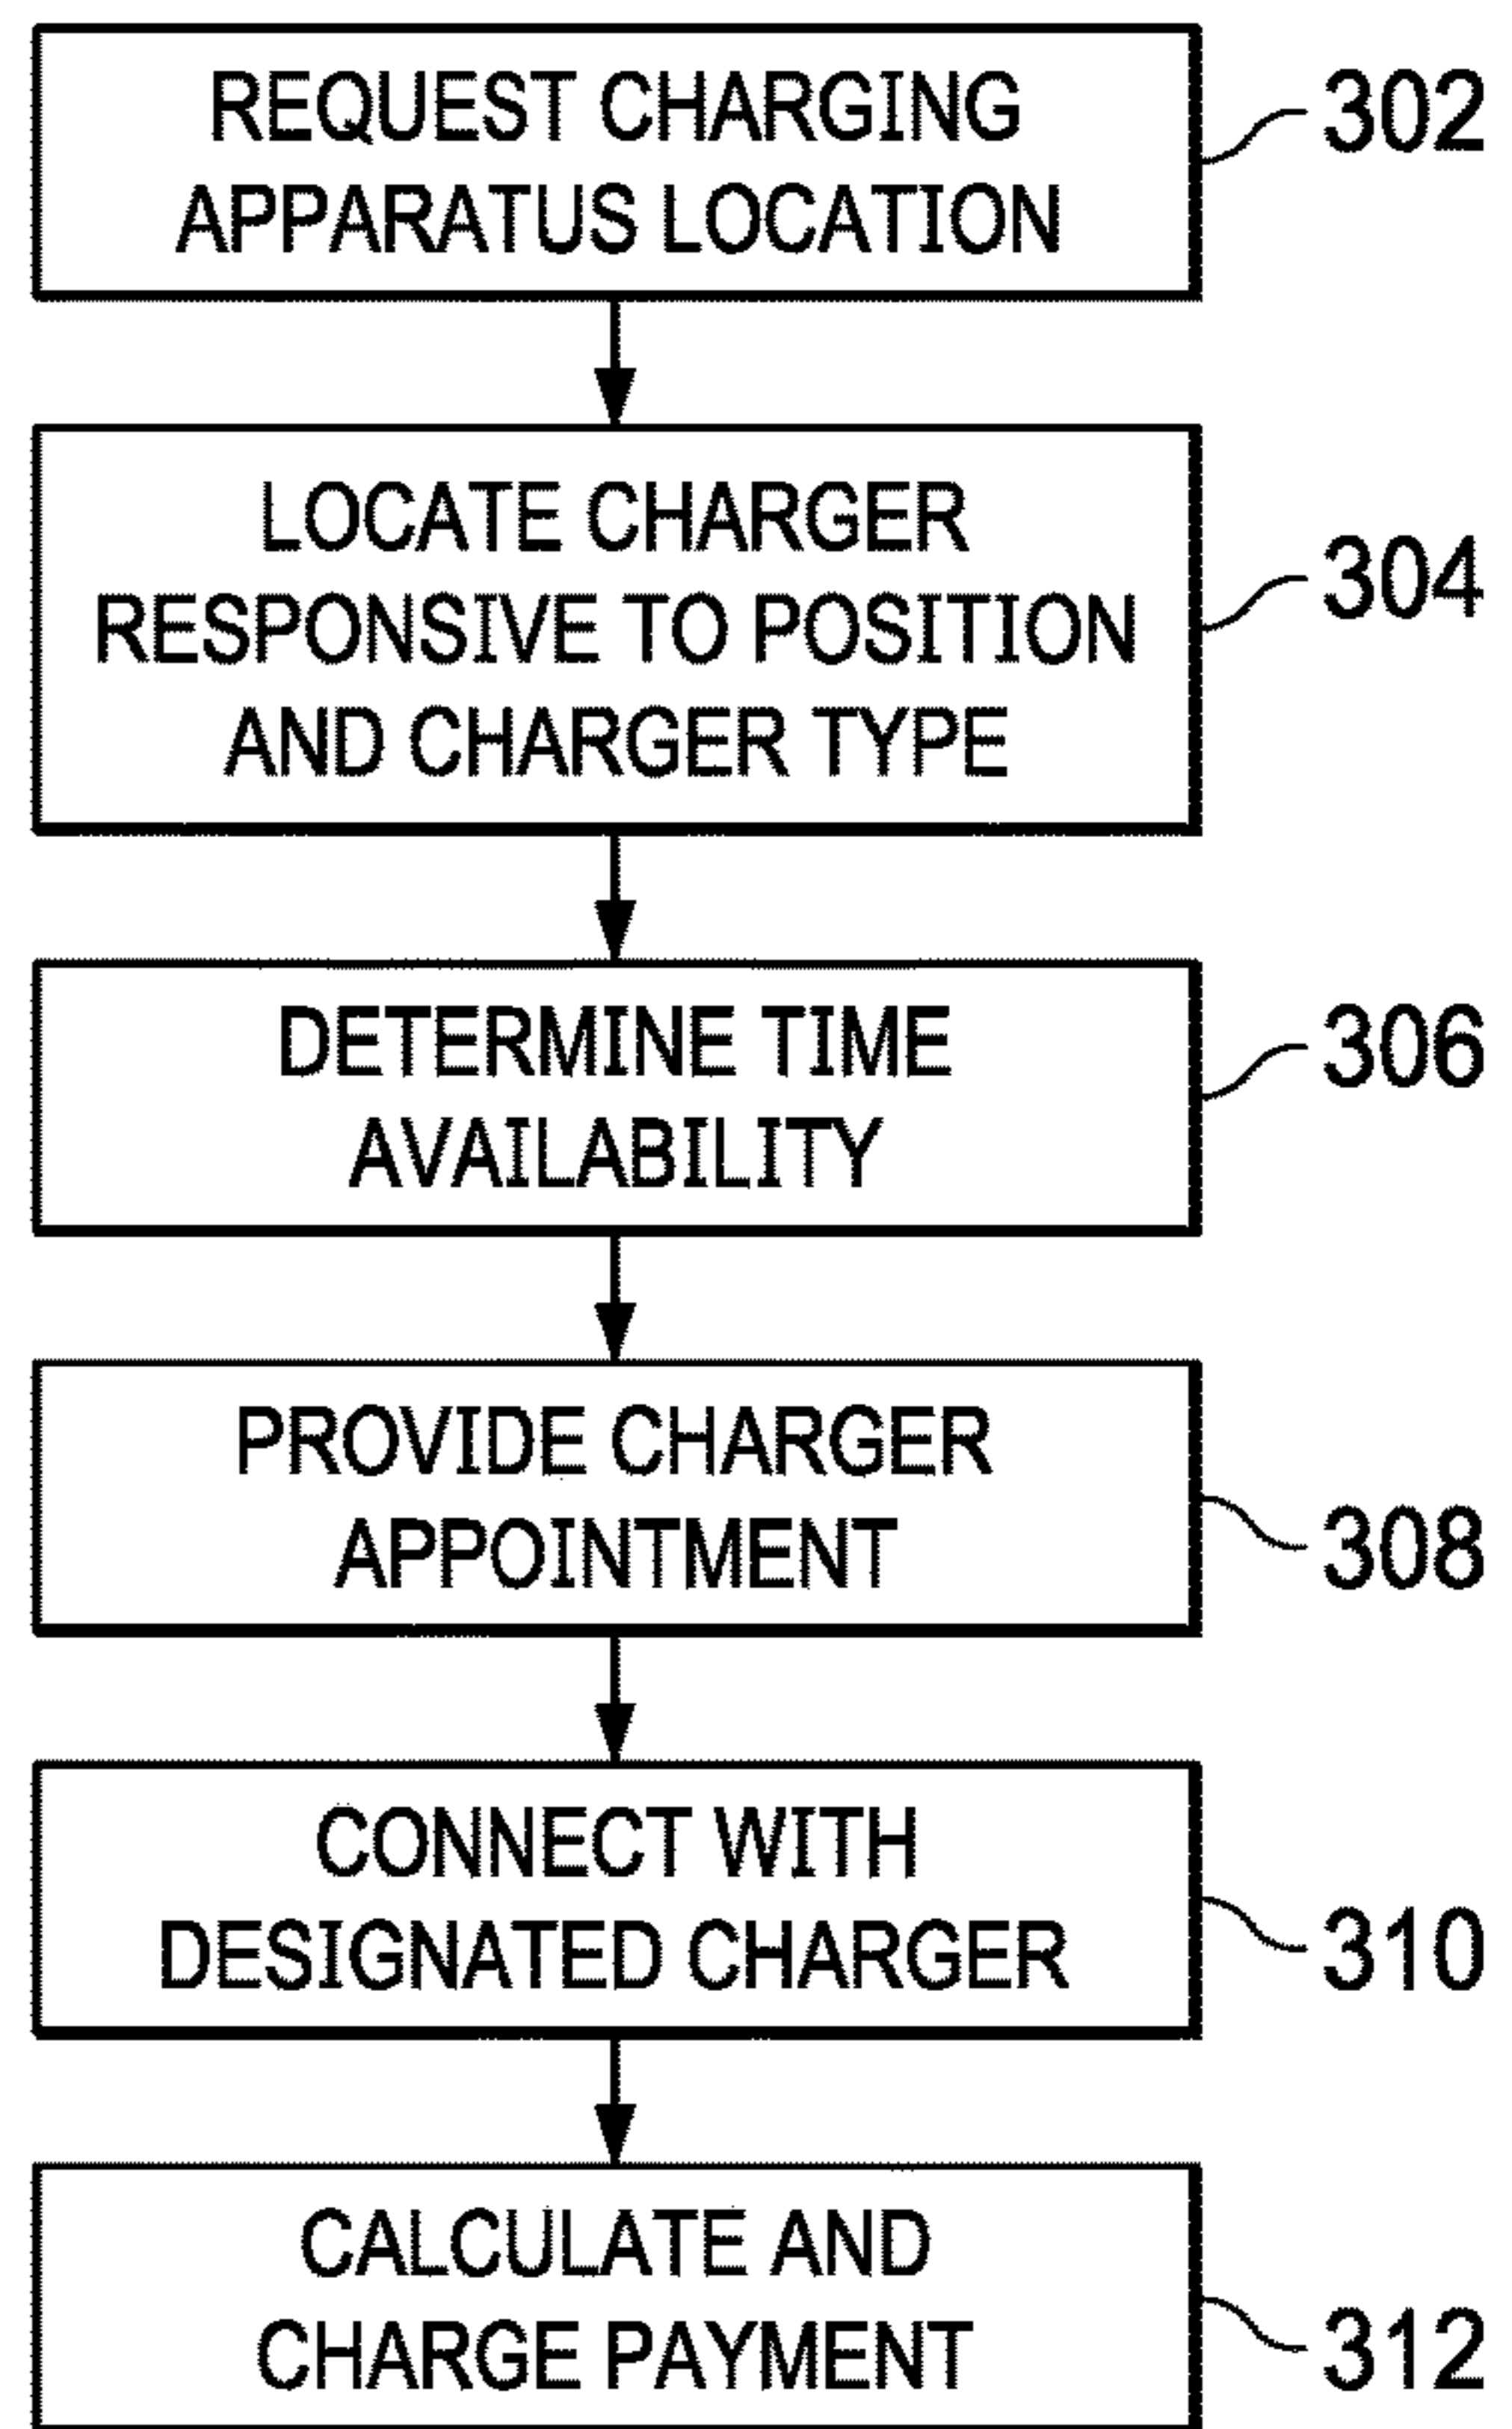 REQUEST CHARGING
APPARATUS LOCATION
302
LOCATE CHARGER
RESPONSIVE TO POSITION
AND CHARGER TYPE
304
DETERMINE TIME
AVAILABILITY
306
PROVIDE CHARGER
APPOINTMENT
308
CONNECT WITH
DESIGNATED CHARGER
310
CALCULATE AND
CHARGE PAYMENT
312